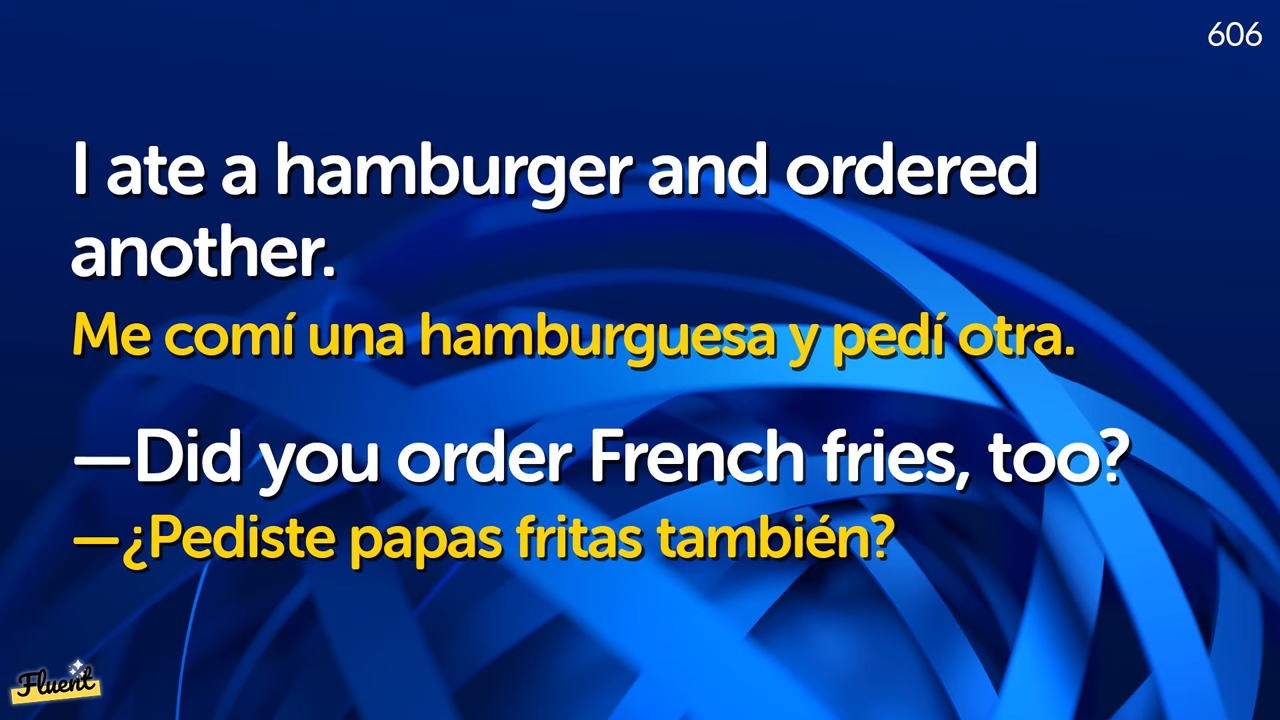 606
I ate a hamburger and ordered
another.
Me comí una hamburguesa y pedí otra.
—Did you order French fries, too?
—¿Pediste papas fritas también?
Fluent